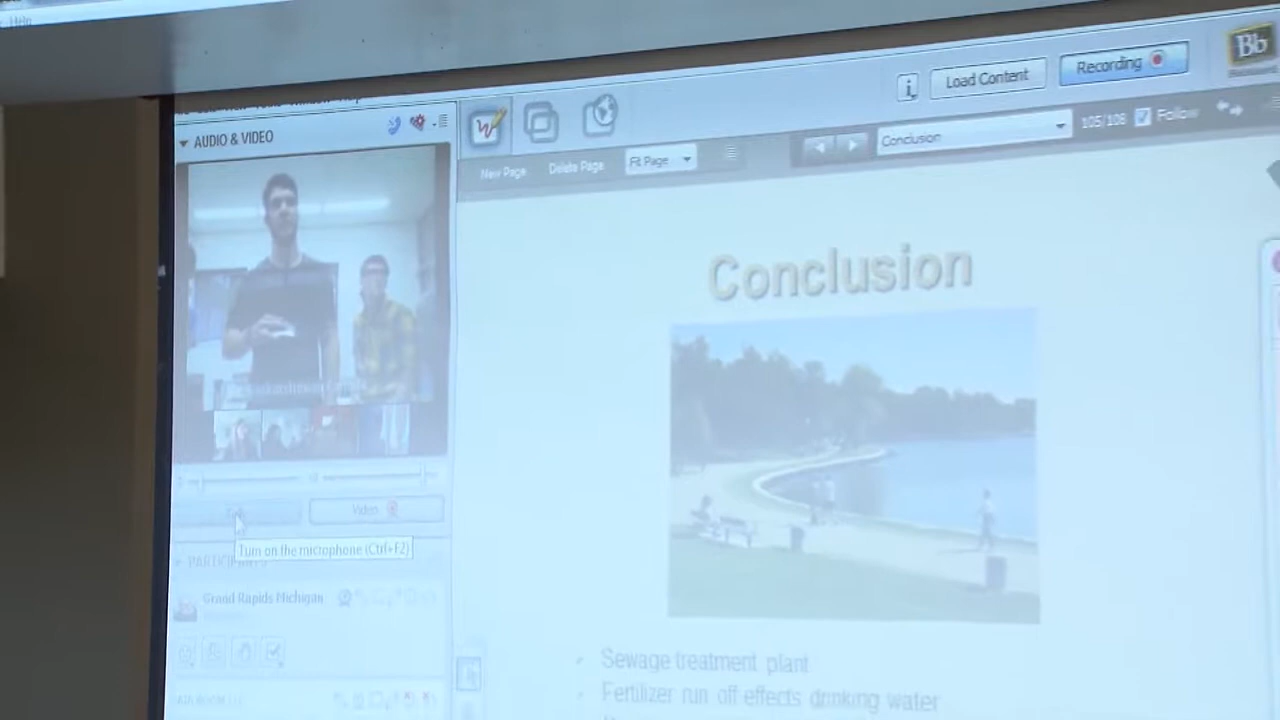 Help
Load Content
Recording
Bb
AUDIO & VIDEO
New Page
Delete Page
Fit Page
Conclusion
105/108
Follow
Conclusion
Video
Turn on the microphone (Ctrl+F2)
Grand Rapids Michigan
Sewage treatment plant
Fertilizer run off effects drinking water